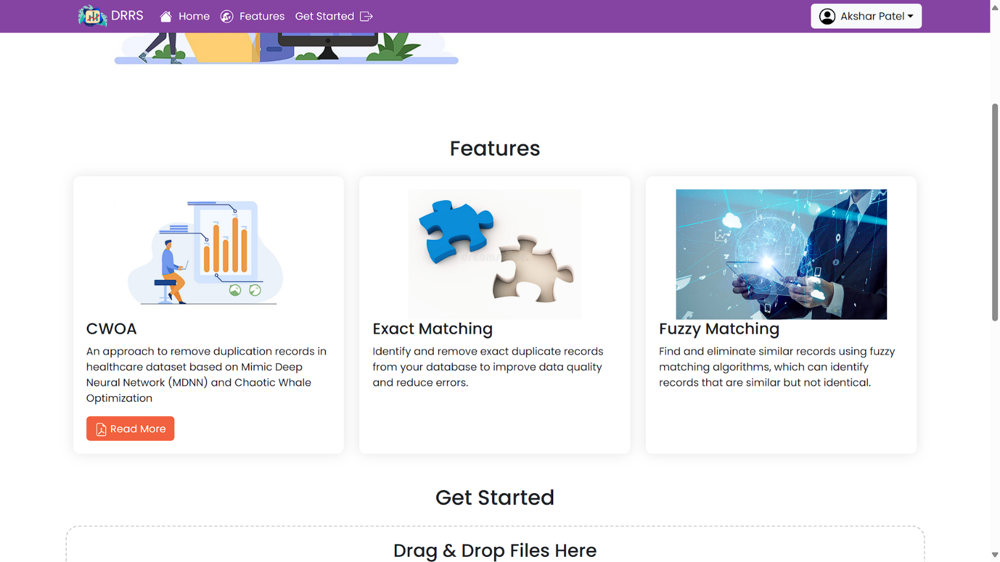 DRRS
Home
Features
Get Started
Akshar Patel
Features
CWOA
An approach to remove duplication records in
healthcare dataset based on Mimic Deep
Neural Network (MDNN) and Chaotic Whale
Optimization
Read More
Exact Matching
Identify and remove exact duplicate records
from your database to improve data quality
and reduce errors.
Fuzzy Matching
Find and eliminate similar records using fuzzy
matching algorithms, which can identify
records that are similar but not identical.
Get Started
Drag & Drop Files Here